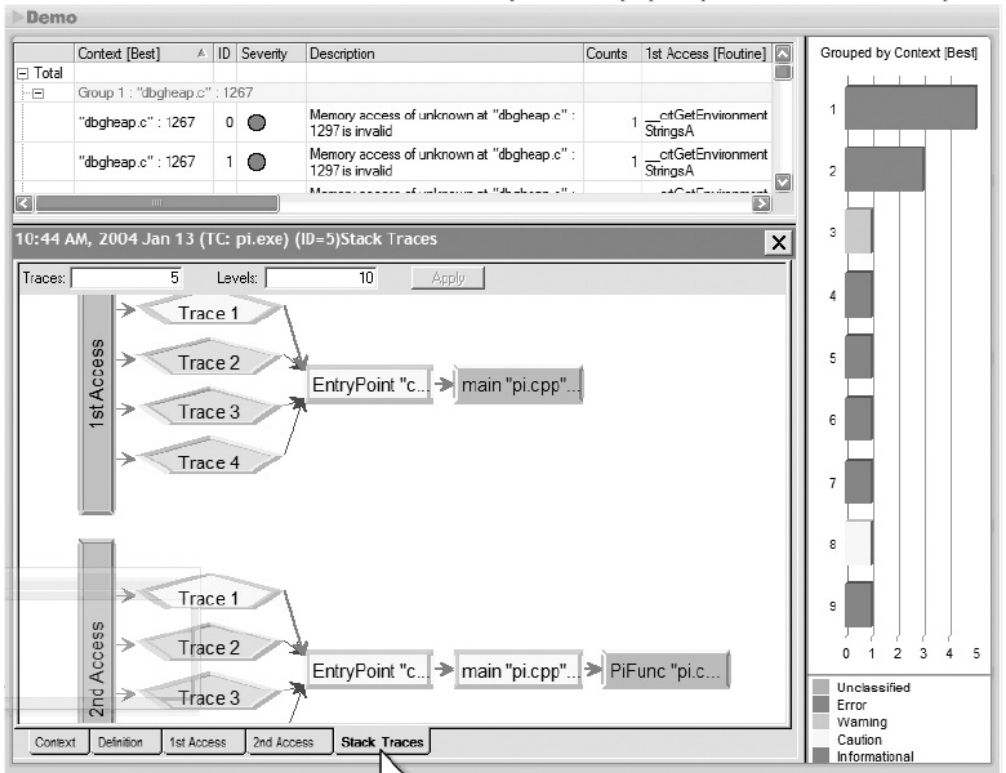 Demo
Context [Best] ID Severity Description Counts 1st Access [Routine]
Total
Group 1 : "dbgheap.c" : 1267
"dbgheap.c" : 1267 0 Memory access of unknown at "dbgheap.c" : 1297 is invalid 1 __crtGetEnvironment StringsA
"dbgheap.c" : 1267 1 Memory access of unknown at "dbgheap.c" : 1297 is invalid 1 __crtGetEnvironment StringsA
10:44 AM, 2004 Jan 13 (TC: pi.exe) (ID=5)Stack Traces
Traces: 5 Levels: 10 Apply
1st Access
Trace 1
Trace 2
Trace 3
Trace 4
EntryPoint "c...
main "pi.cpp"...
2nd Access
Trace 1
Trace 2
Trace 3
EntryPoint "c...
main "pi.cpp"...
PiFunc "pi.c...
Context Definition 1st Access 2nd Access Stack Traces
Grouped by Context [Best]
1
2
3
4
5
6
7
8
9
0 1 2 3 4 5
Unclassified
Error
Warning
Caution
Informational